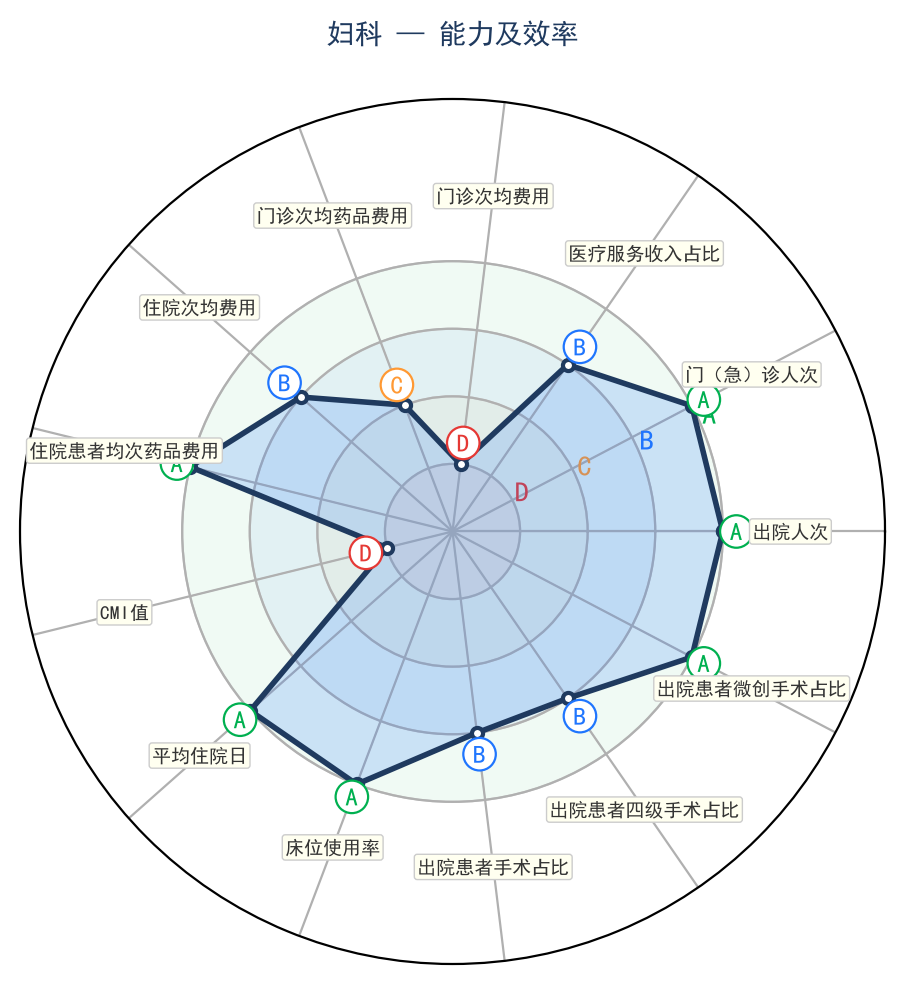 妇科 — 能力及效率
门诊次均费用
门诊次均药品费用
医疗服务收入占比
住院次均费用
B
门（急）诊人次
B
C
A
A
B
D
住院患者均次药品费用
A
C
D
A
出院人次
D
CMI值
A
出院患者微创手术占比
A
B
平均住院日
B
A
出院患者四级手术占比
床位使用率
出院患者手术占比